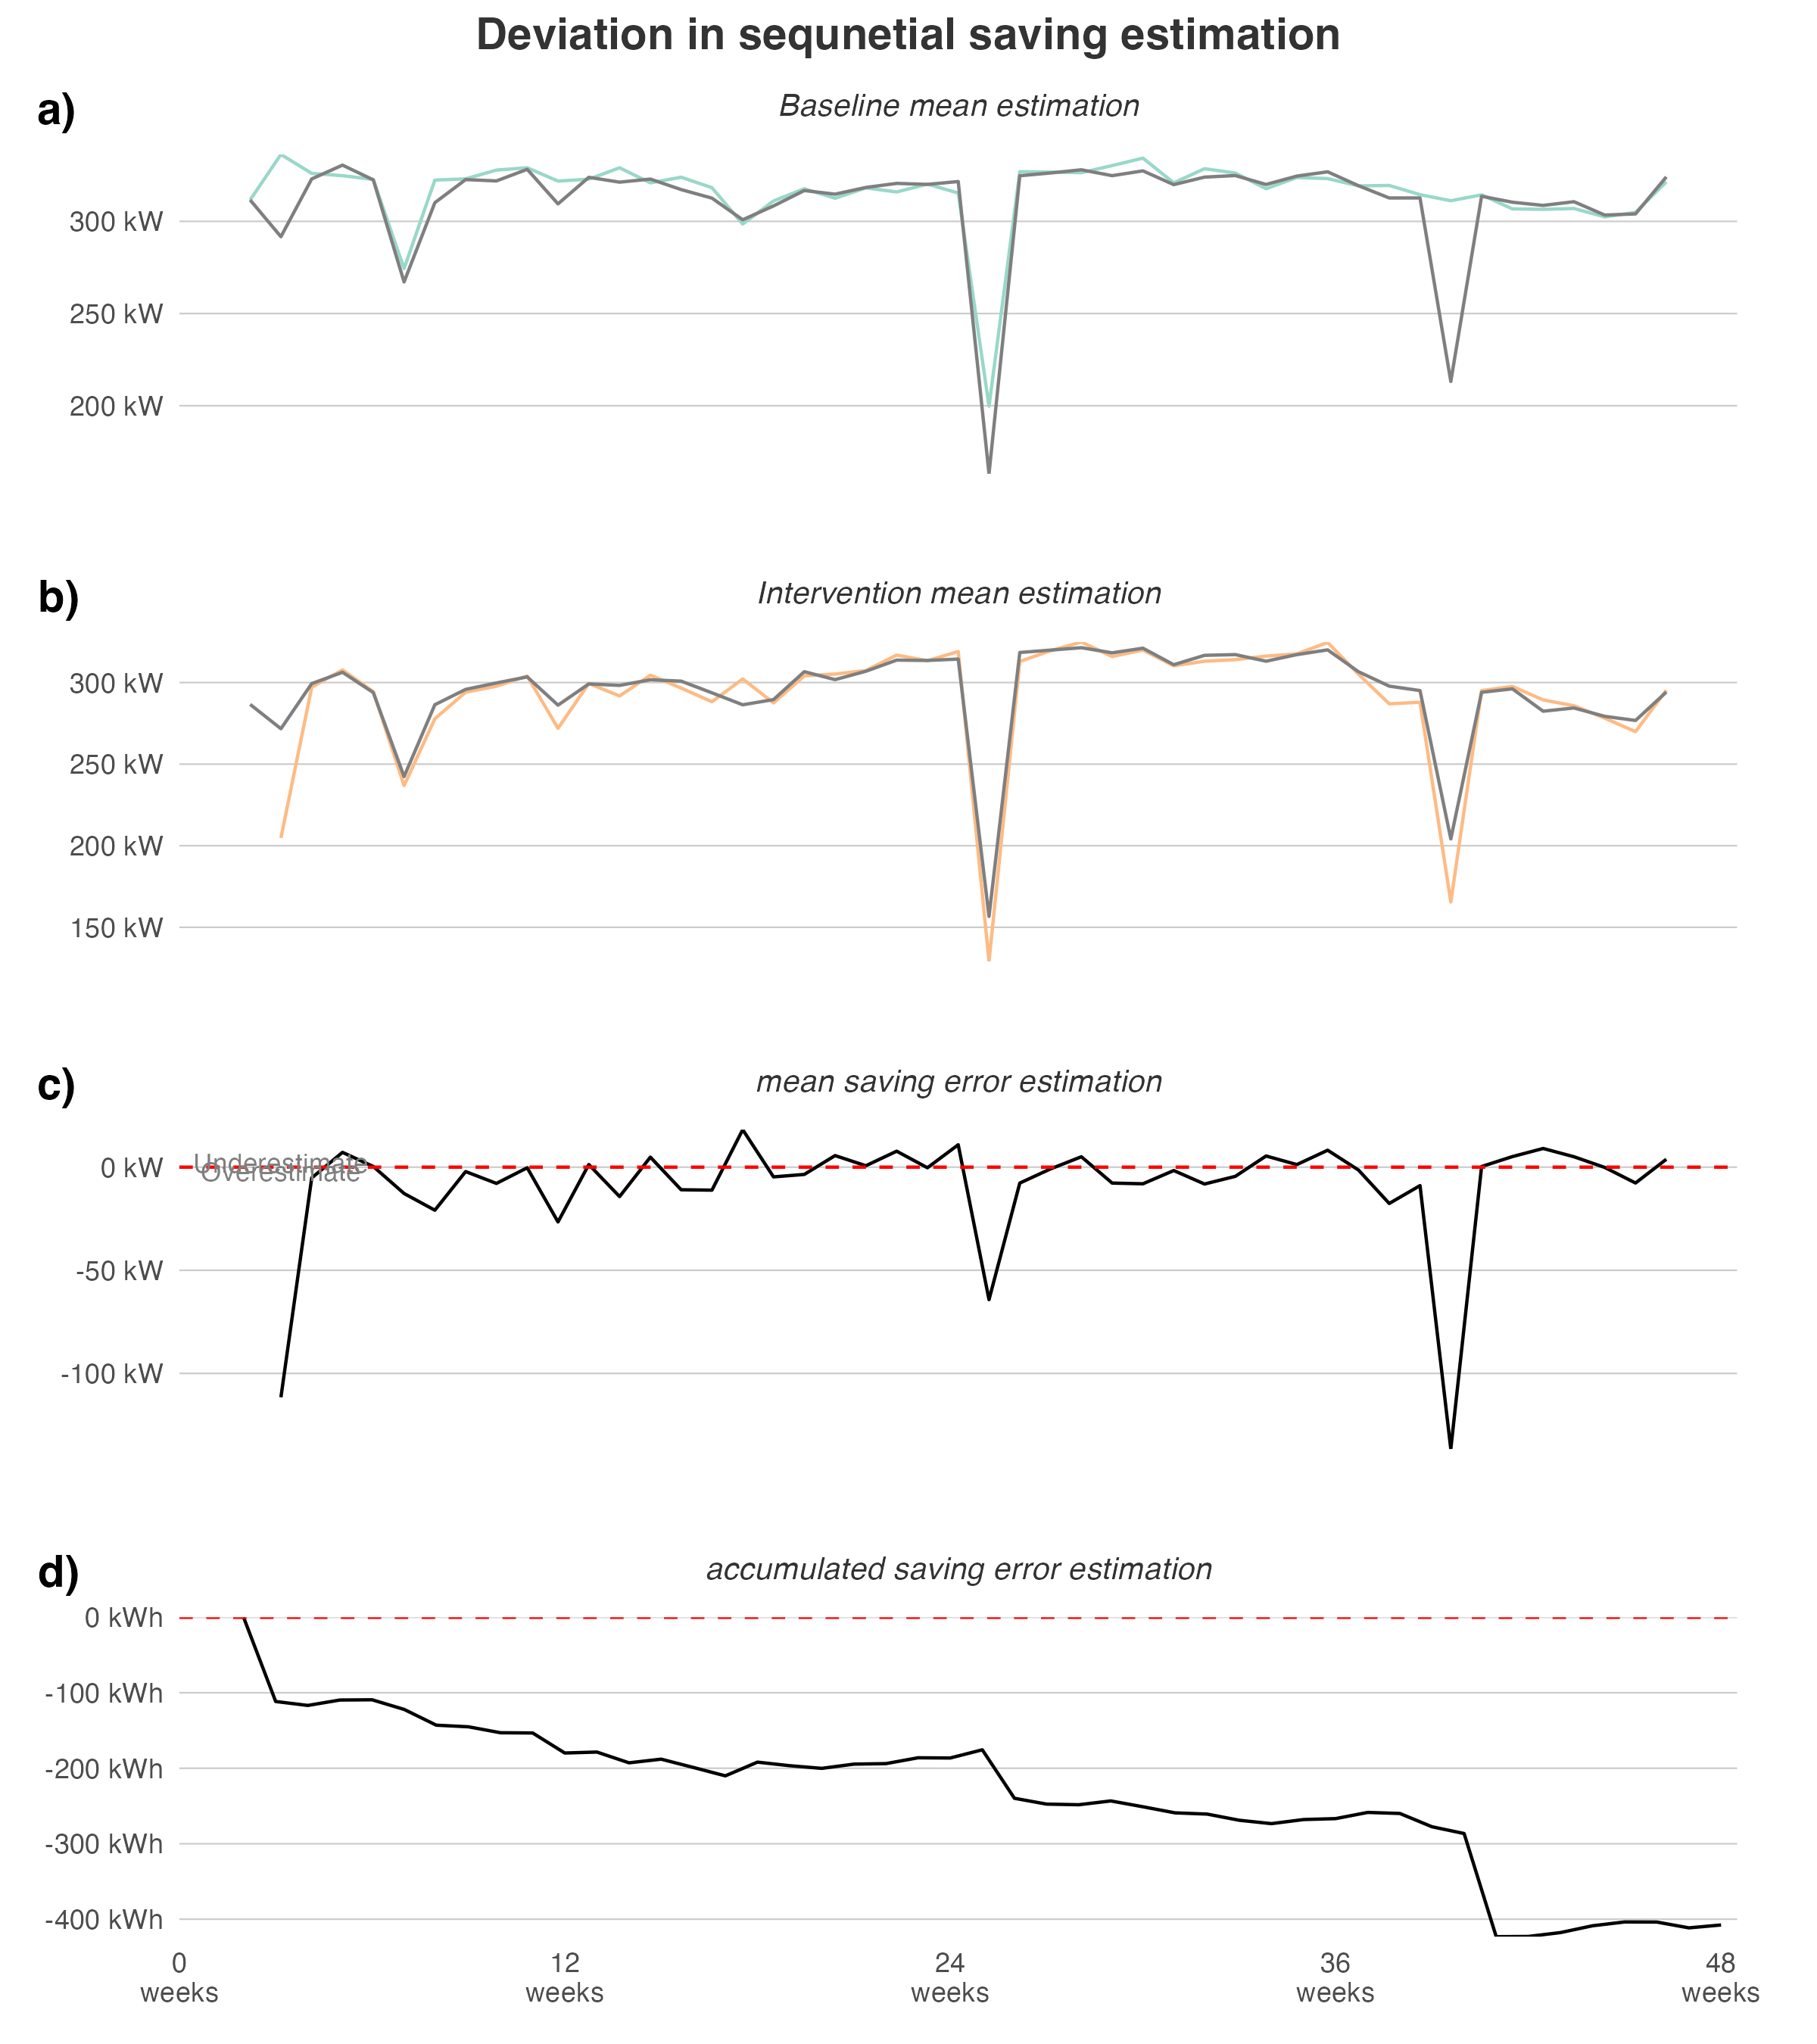 Deviation in sequnetial saving estimation
a)
Baseline mean estimation
300 kW
250 kW
200 kW
b)
Intervention mean estimation
300 kW
250 kW
200 kW
150 kW
c)
mean saving error estimation
Underestimate
0 kW
Overestimate
-50 kW
-100 kW
d)
accumulated saving error estimation
0 kWh
-100 kWh
-200 kWh
-300 kWh
-400 kWh
0 12 24 36 48
weeks weeks weeks weeks weeks